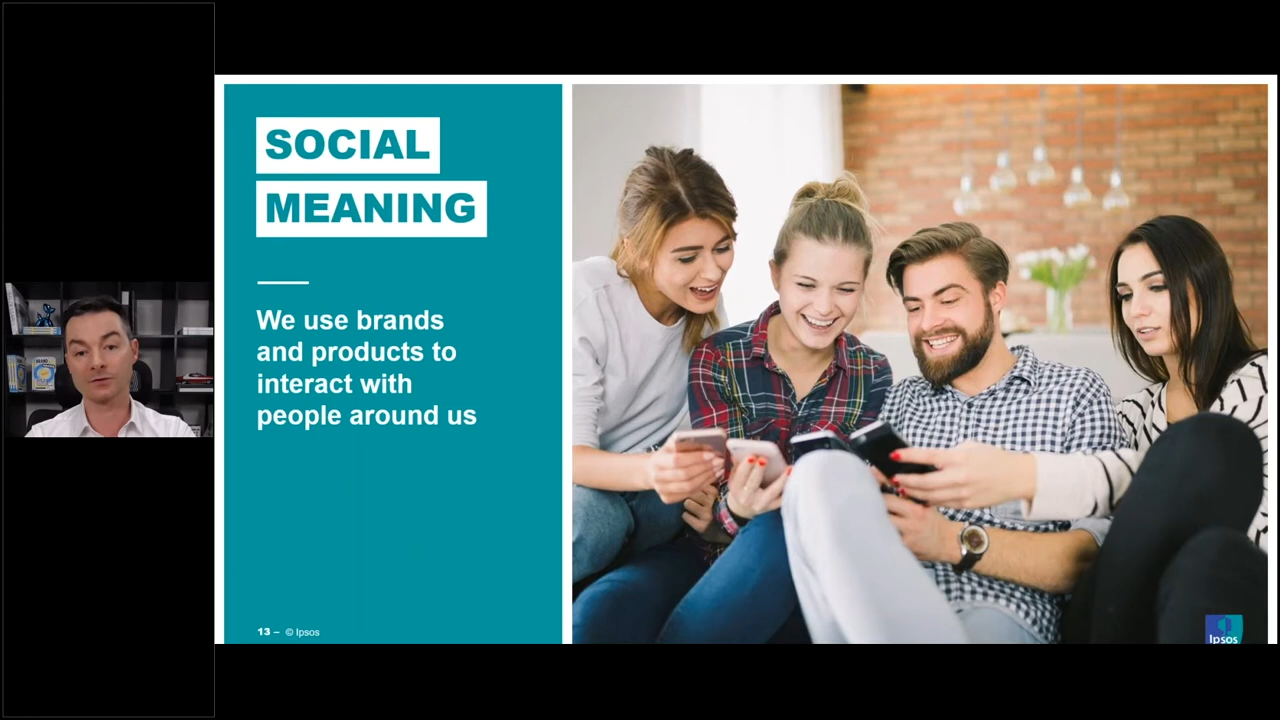 SOCIAL
MEANING
We use brands
and products to
interact with
people around us
13 – © Ipsos
Ipsos